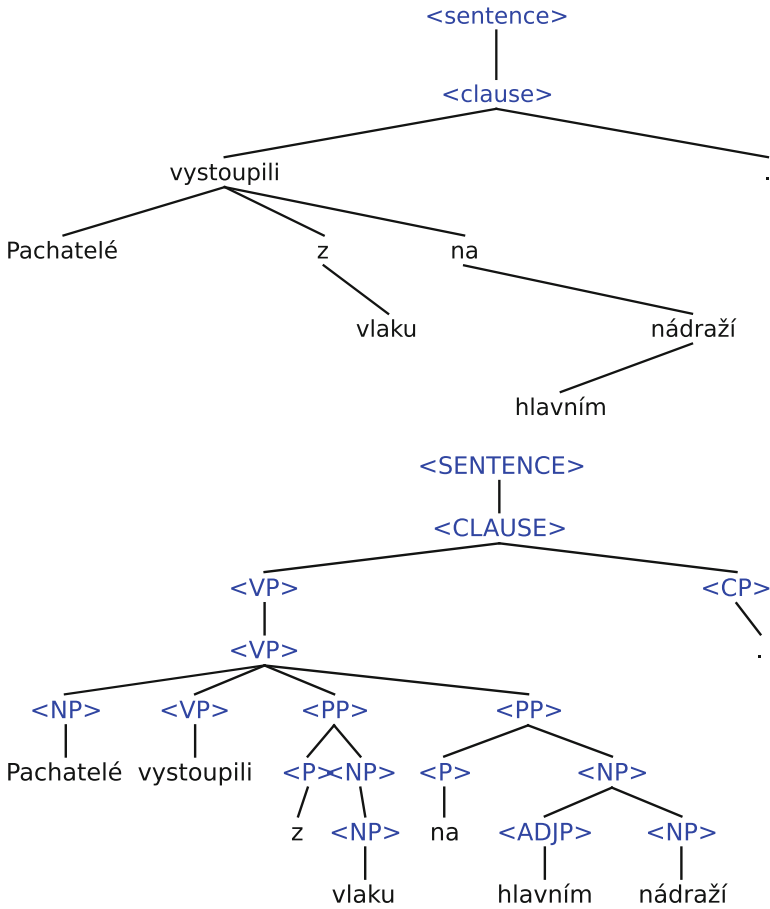 <sentence>
<clause>
vystoupili .
Pachatelé z na
vlaku nádraží
hlavním
<SENTENCE>
<CLAUSE>
<VP> <CP>
<VP> .
<NP> <VP> <PP> <PP>
Pachatelé vystoupili <P> <NP> <P> <NP>
z <NP> na <ADJP> <NP>
vlaku hlavním nádraží